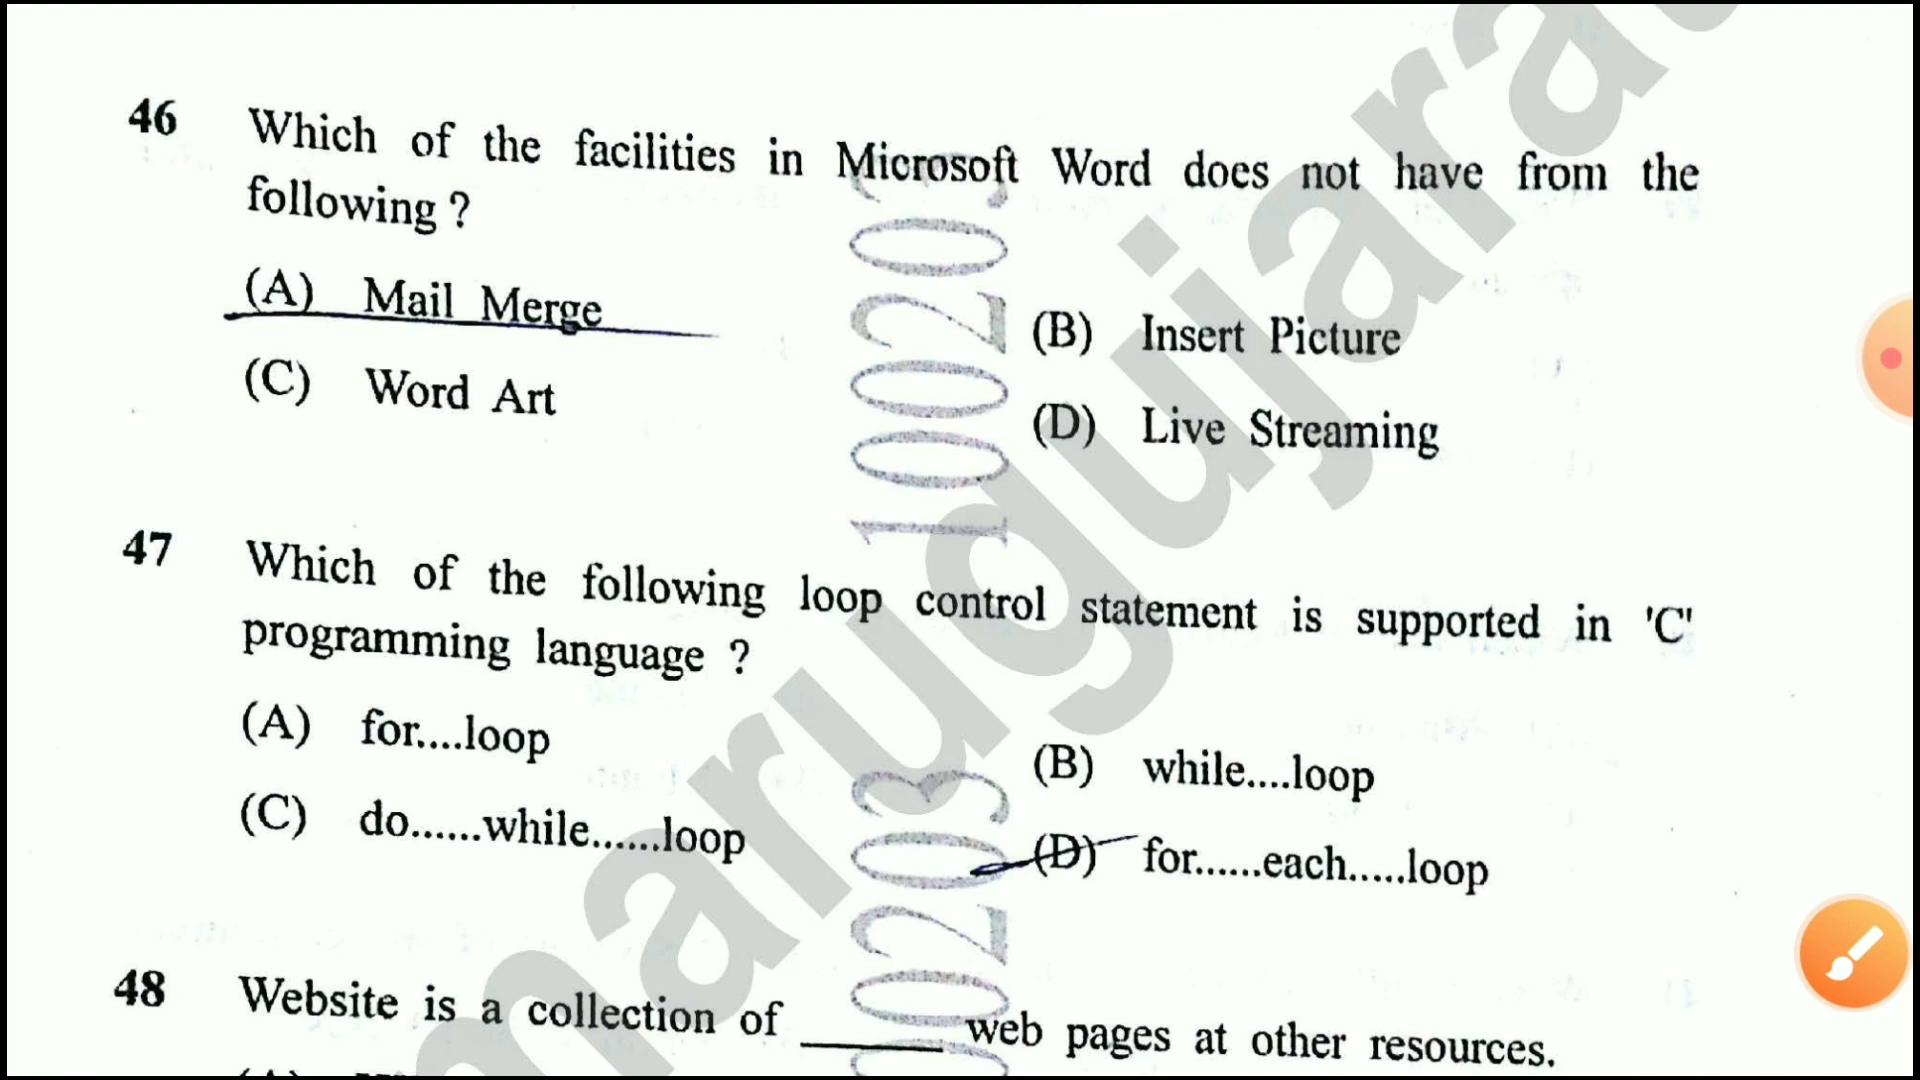 46 Which of the facilities in Microsoft Word does not have from the
following ?
(A) Mail Merge
(B) Insert Picture
(C) Word Art
(D) Live Streaming
100203
47 Which of the following loop control statement is supported in 'C'
programming language ?
(A) for....loop
(B) while....loop
(C) do......while......loop
(D) for......each.....loop
48 Website is a collection of ______ web pages at other resources.
marugujarat